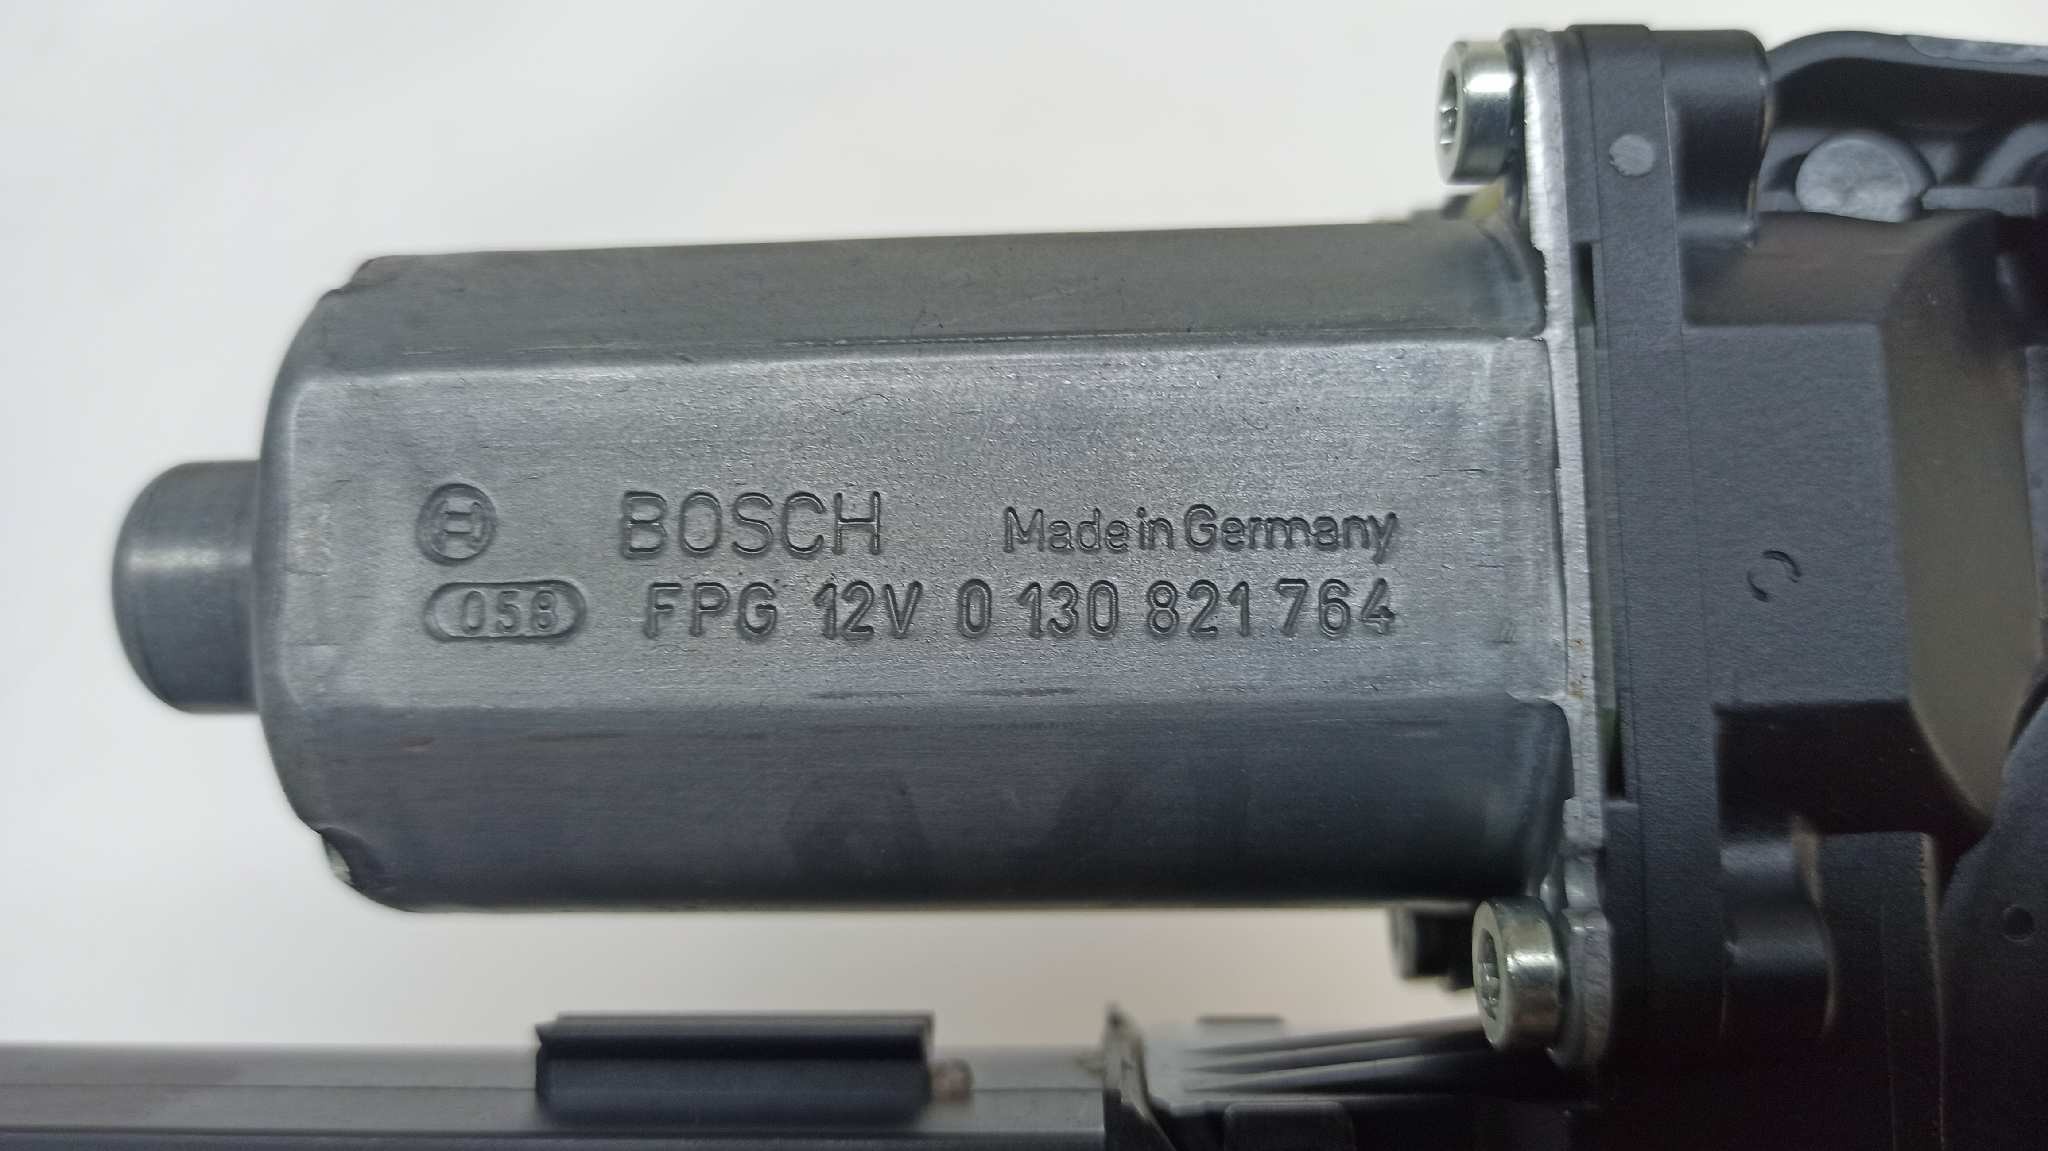 BOSCH Made in Germany
058 FPG 12V 0 130 821 764